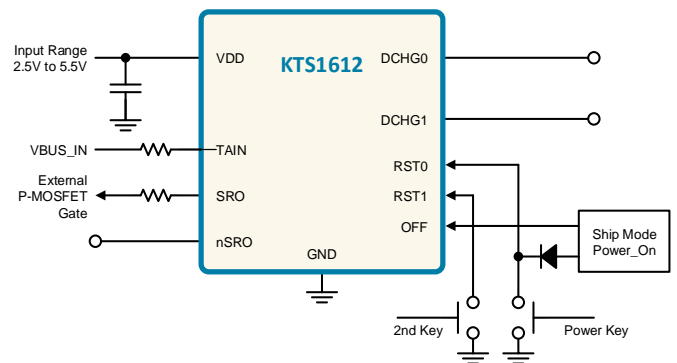 Input Range
2.5V to 5.5V
VDD
KTS1612
DCHG0
DCHG1
VBUS_IN
TAIN
RST0
External
P-MOSFET
Gate
SRO
RST1
OFF
Ship Mode
Power_On
nSRO
GND
2nd Key
Power Key